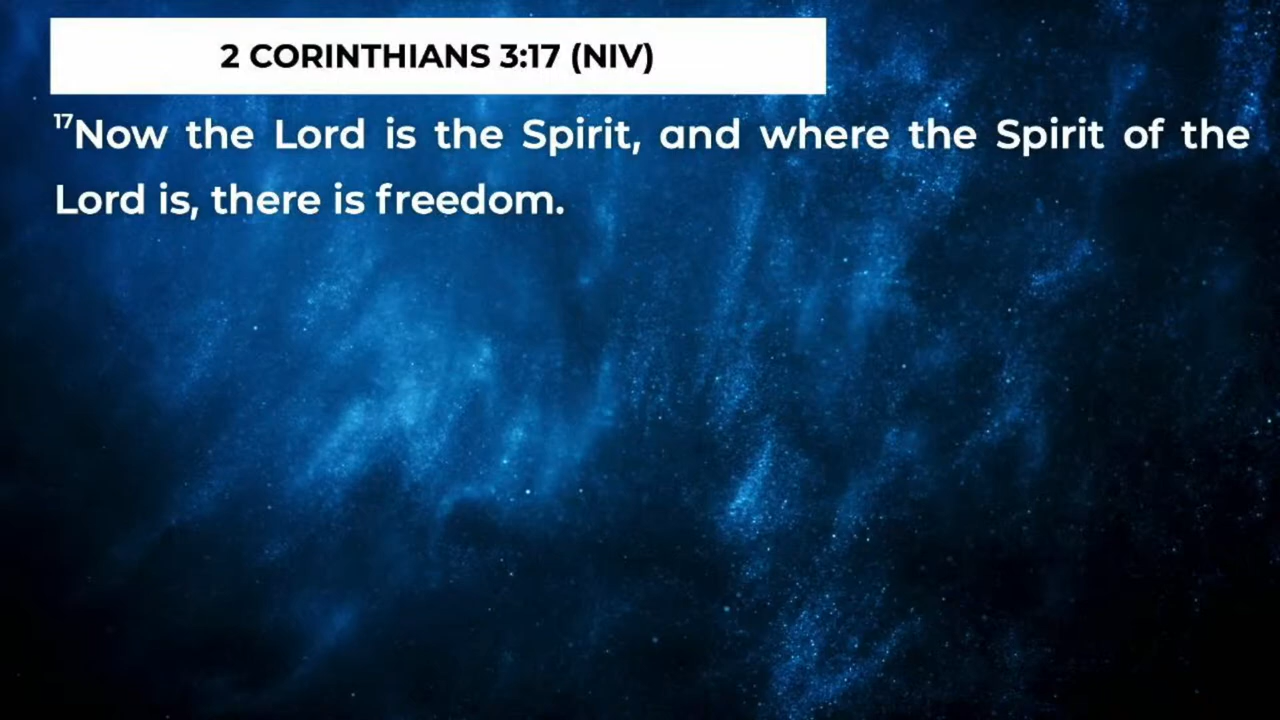 2 CORINTHIANS 3:17 (NIV)
17Now the Lord is the Spirit, and where the Spirit of the
Lord is, there is freedom.